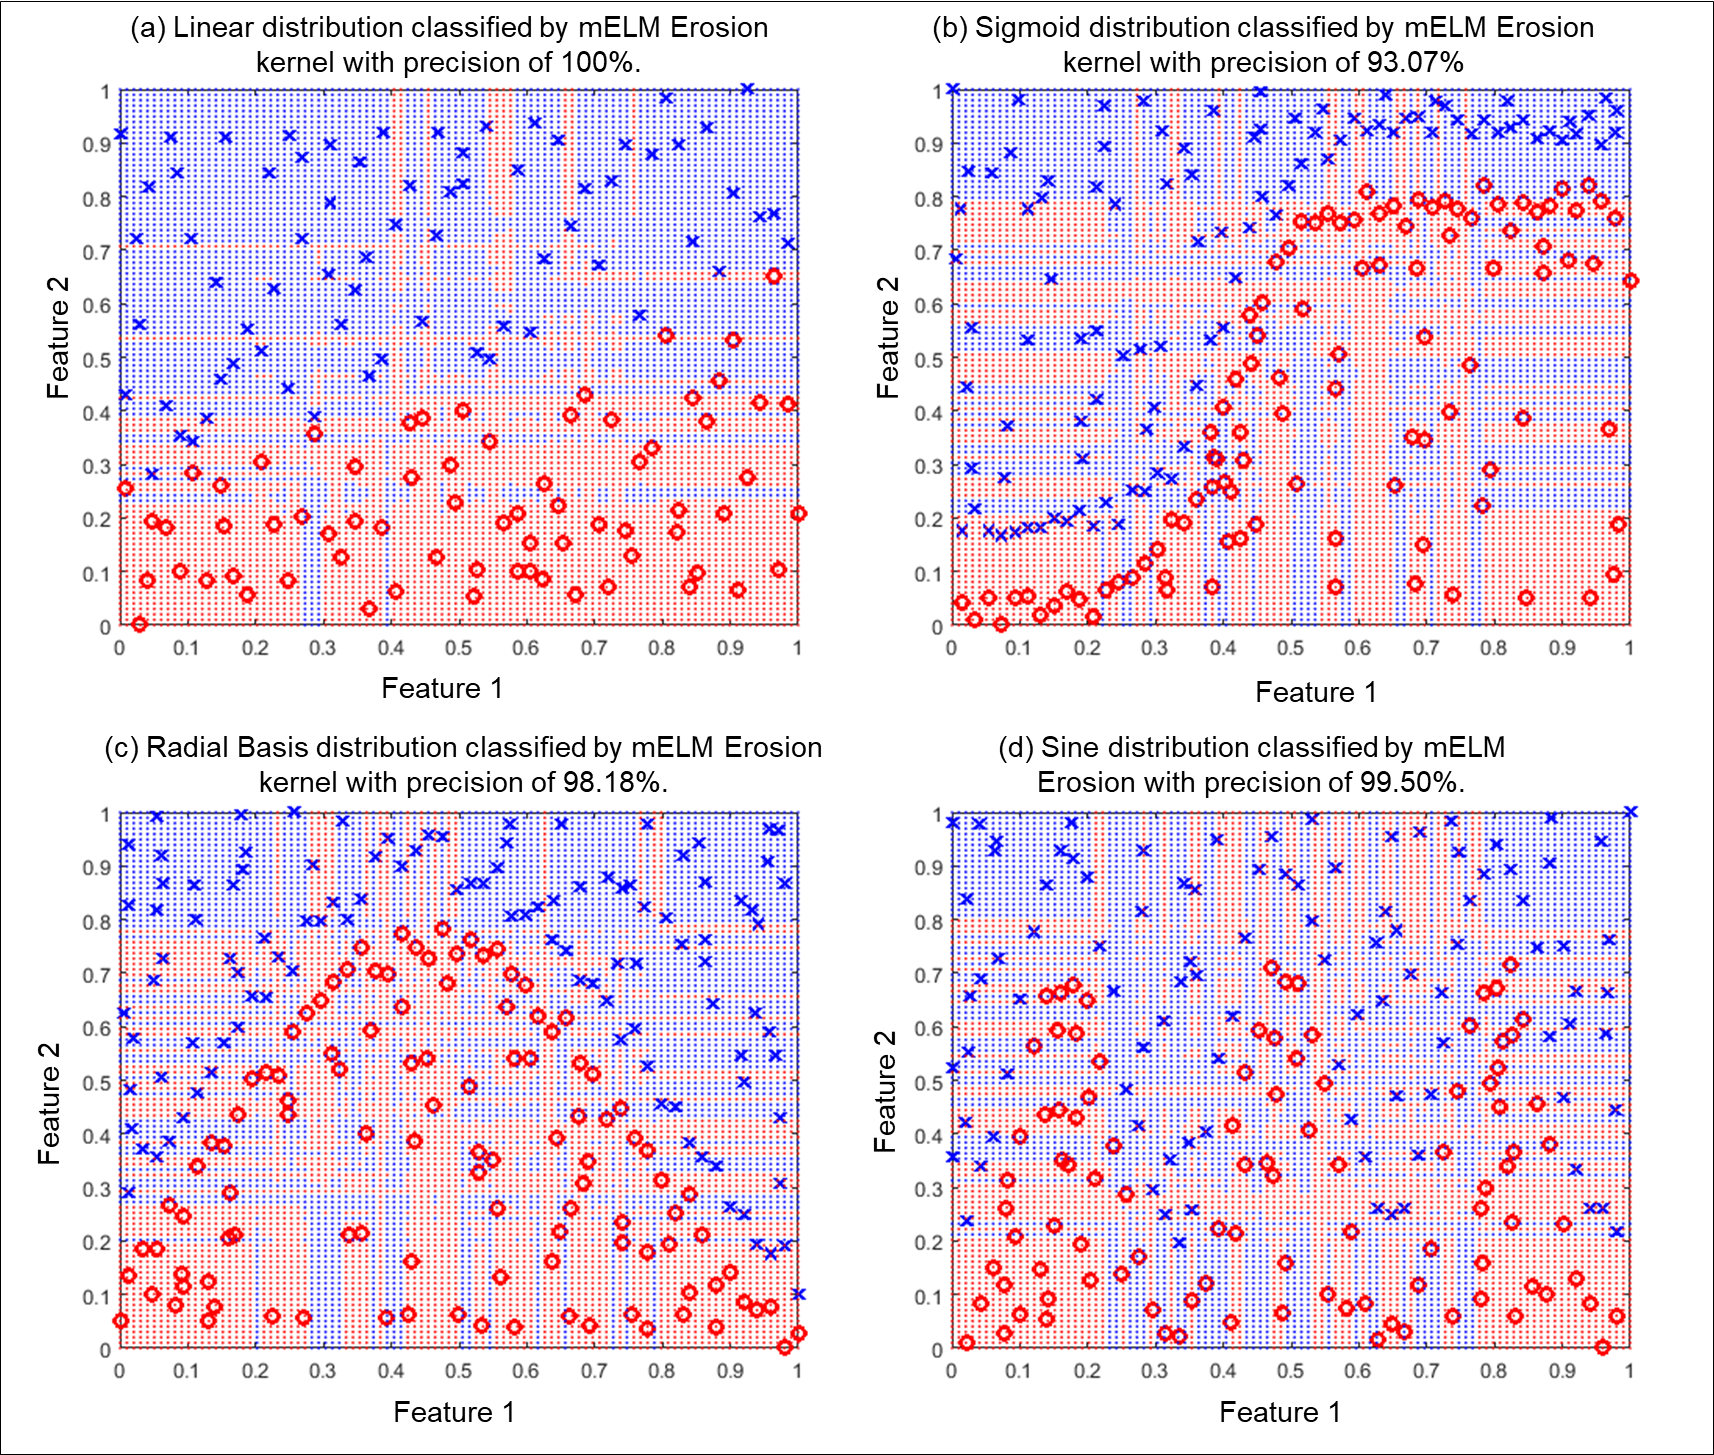 (a) Linear distribution classified by mELM Erosion
kernel with precision of 100%.
1
0.9
0.8
0.7
0.6
0.5
0.4
0.3
0.2
0.1
0
Feature 2
0 0.1 0.2 0.3 0.4 0.5 0.6 0.7 0.8 0.9 1
Feature 1
(b) Sigmoid distribution classified by mELM Erosion
kernel with precision of 93.07%
1
0.9
0.8
0.7
0.6
0.5
0.4
0.3
0.2
0.1
0
Feature 2
0 0.1 0.2 0.3 0.4 0.5 0.6 0.7 0.8 0.9 1
Feature 1
(c) Radial Basis distribution classified by mELM Erosion
kernel with precision of 98.18%.
1
0.9
0.8
0.7
0.6
0.5
0.4
0.3
0.2
0.1
0
Feature 2
0 0.1 0.2 0.3 0.4 0.5 0.6 0.7 0.8 0.9 1
Feature 1
(d) Sine distribution classified by mELM
Erosion with precision of 99.50%.
1
0.9
0.8
0.7
0.6
0.5
0.4
0.3
0.2
0.1
0
Feature 2
0 0.1 0.2 0.3 0.4 0.5 0.6 0.7 0.8 0.9 1
Feature 1